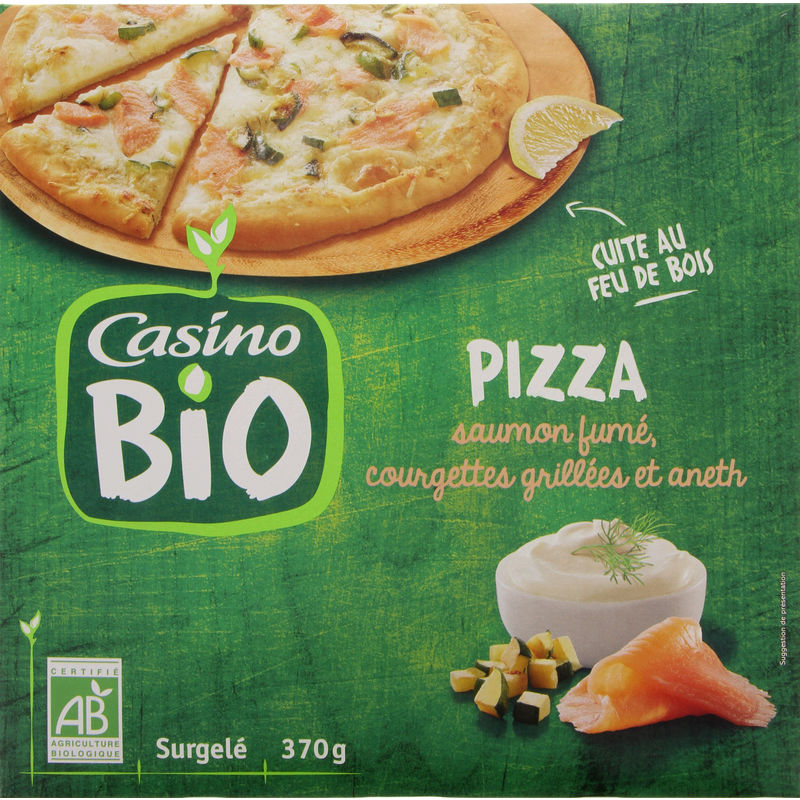 CUITE AU
FEU DE BOIS
Casino
BiO
PIZZA
saumon fumé,
courgettes grillées et aneth
Suggestion de présentation
CERTIFIÉ
AB
AGRICULTURE
BIOLOGIQUE
Surgelé 370g